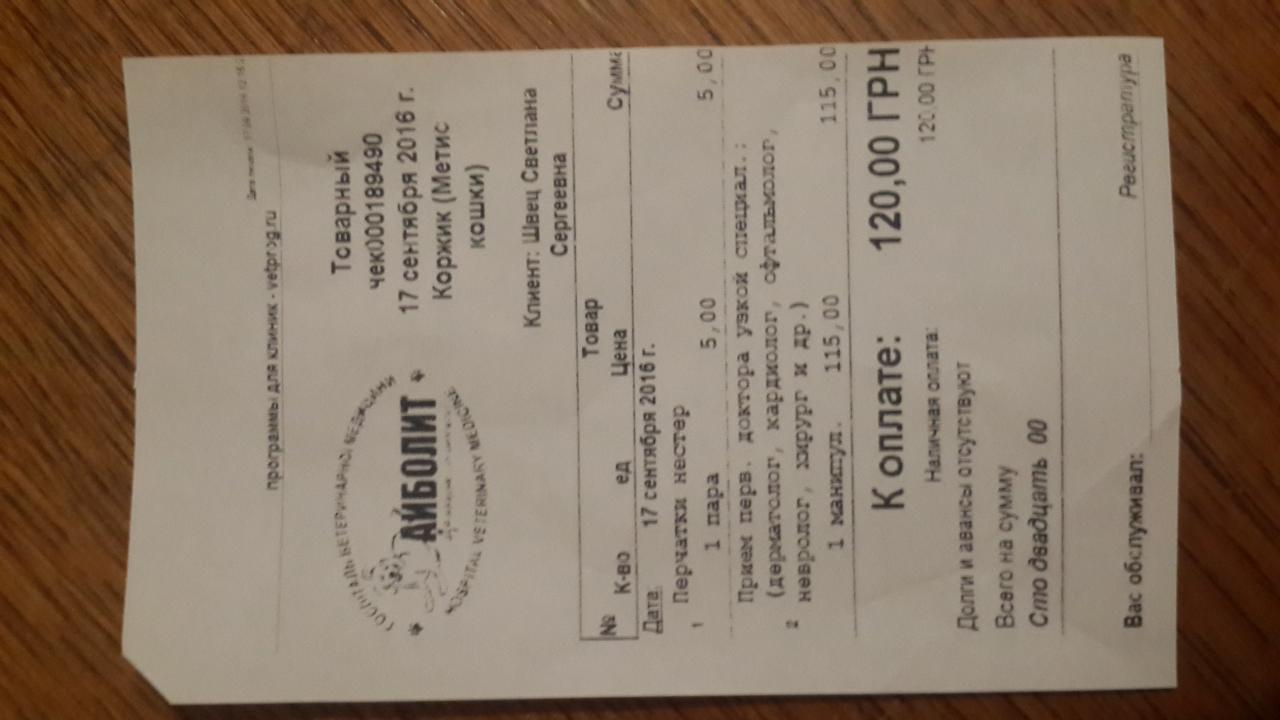 программы для клиник - vetprog.ru
ГОСПИТАЛЬ ВЕТЕРИНАРНОЙ МЕДИЦИНЫ
АЙБОЛИТ
HOSPITAL VETERINARY MEDICINE
Товарный
чек000189490
17 сентября 2016 г.
Коржик (Метис
кошки)
Клиент: Швец Светлана
Сергеевна
№ Товар
К-во ед Цена Сумма
Дата: 17 сентября 2016 г.
Перчатки нестер
1 1 пара 5,00 5,00
Прием перв. доктора узкой специал.:
(дерматолог, кардиолог, офтальмолог,
2 невролог, хирург и др.)
1 манипул. 115,00 115,00
К оплате: 120,00 ГРН
Наличная оплата: 120,00 ГРН
Долги и авансы отсутствуют
Всего на сумму
Сто двадцать 00
Вас обслуживал: Регистратура